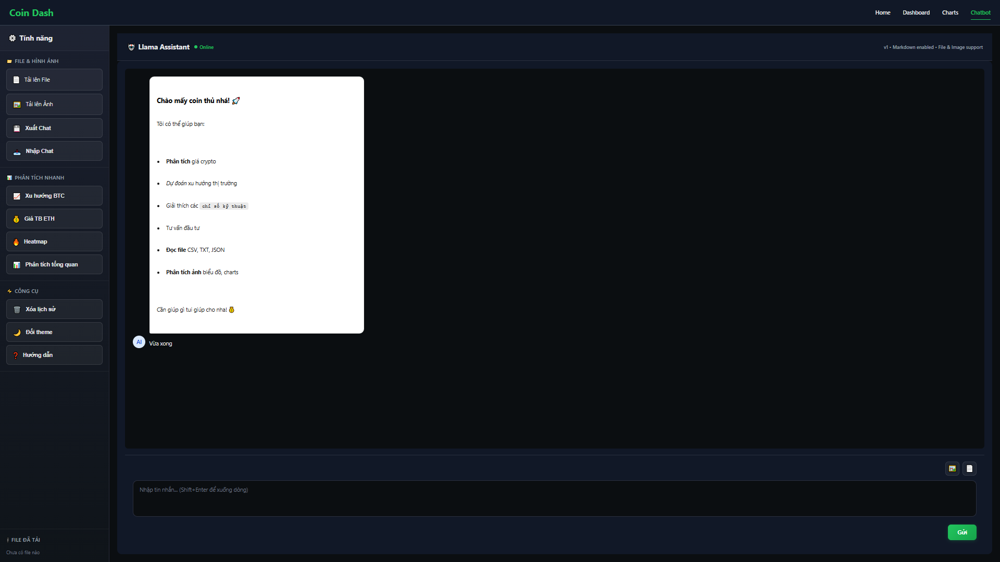 Coin Dash
Home Dashboard Charts Chatbot
Tính năng
FILE & HÌNH ẢNH
Tải lên File
Tải lên Ảnh
Xuất Chat
Nhập Chat
PHÂN TÍCH NHANH
Xu hướng BTC
Giá TB ETH
Heatmap
Phân tích tổng quan
CÔNG CỤ
Xóa lịch sử
Đổi theme
Hướng dẫn
FILE ĐÃ TẢI
Chưa có file nào
Llama Assistant Online
v1 • Markdown enabled • File & Image support
Chào mấy coin thủ nhá! 🚀
Tôi có thể giúp bạn:
• Phân tích giá crypto
• Dự đoán xu hướng thị trường
• Giải thích các chỉ số kỹ thuật
• Tư vấn đầu tư
• Đọc file CSV, TXT, JSON
• Phân tích ảnh biểu đồ, charts
Cần giúp gì tui giúp cho nha! 💰
AI Vừa xong
Nhập tin nhắn... (Shift+Enter để xuống dòng)
Gửi